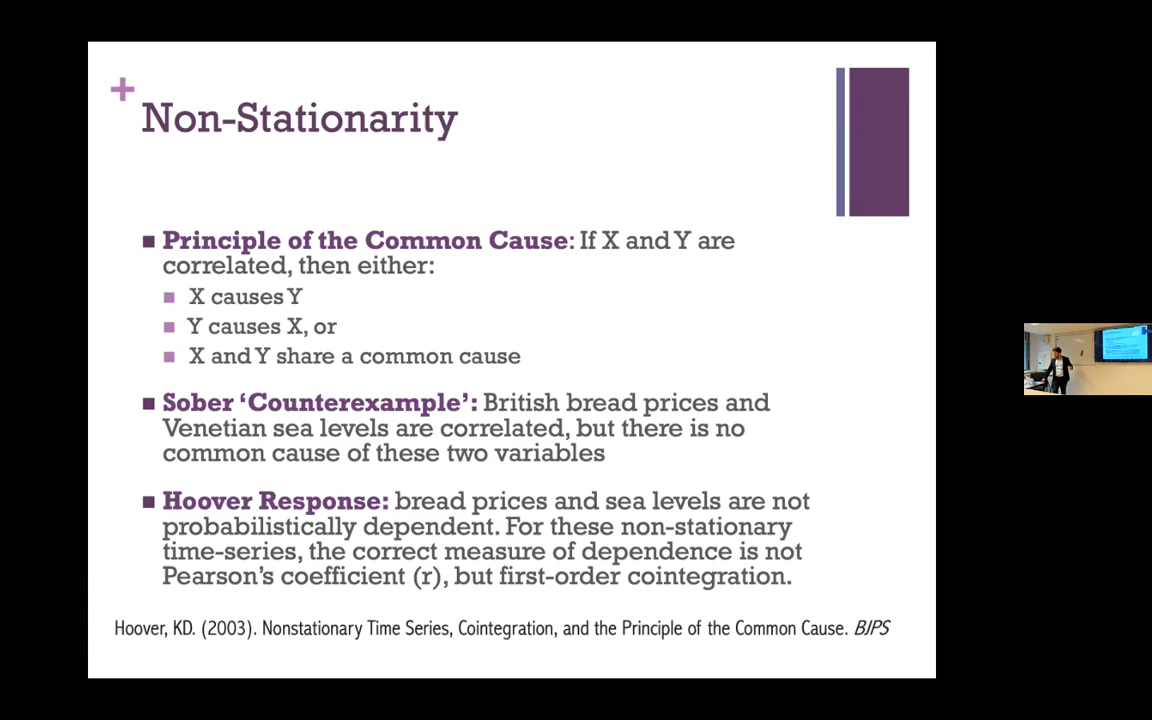 +
Non-Stationarity
■ Principle of the Common Cause: If X and Y are
correlated, then either:
■ X causes Y
■ Y causes X, or
■ X and Y share a common cause
■ Sober ‘Counterexample’: British bread prices and
Venetian sea levels are correlated, but there is no
common cause of these two variables
■ Hoover Response: bread prices and sea levels are not
probabilistically dependent. For these non-stationary
time-series, the correct measure of dependence is not
Pearson’s coefficient (r), but first-order cointegration.
Hoover, KD. (2003). Nonstationary Time Series, Cointegration, and the Principle of the Common Cause. BJPS